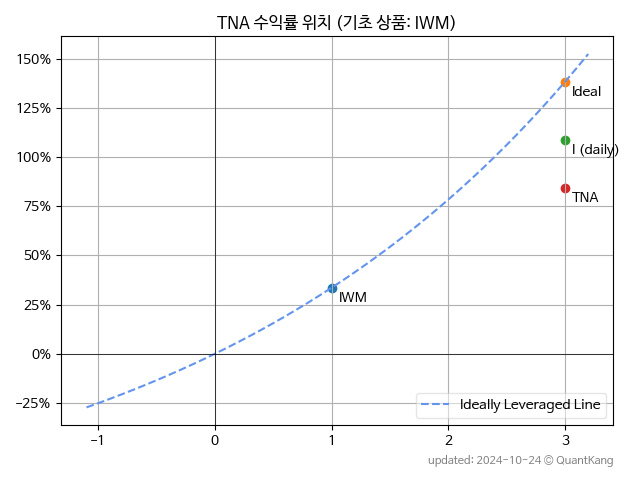 TNA 수익률 위치 (기초 상품: IWM)
150%
125%
100%
75%
50%
25%
0%
−25%
Ideal
I (daily)
TNA
IWM
Ideally Leveraged Line
−1
0
1
2
3
updated: 2024-10-24 © QuantKang